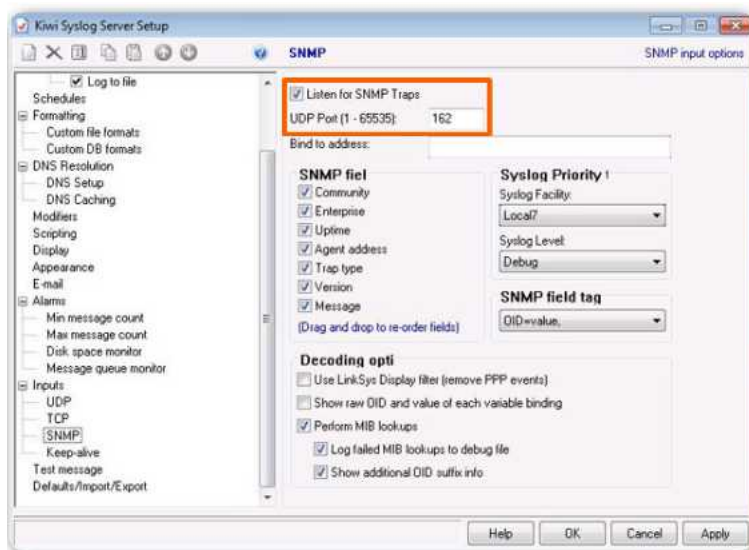 Kiwi Syslog Server Setup
SNMP
SNMP input options
Log to file
Schedules
Formatting
Custom file formats
Custom DB formats
DNS Resolution
DNS Setup
DNS Caching
Modifiers
Scripting
Display
Appearance
E-mail
Alarms
Min message count
Max message count
Disk space monitor
Message queue monitor
Inputs
UDP
TCP
SNMP
Keep-alive
Test message
Defaults/Import/Export
Listen for SNMP Traps
UDP Port (1 - 65535): 162
Bind to address:
SNMP fiel
Community
Enterprise
Uptime
Agent address
Trap type
Version
Message
(Drag and drop to re-order fields)
Syslog Priority
Syslog Facility:
Local7
Syslog Level:
Debug
SNMP field tag
OID=value,
Decoding opti
Use LinkSys Display filter (remove PPP events)
Show raw OID and value of each variable binding
Perform MIB lookups
Log failed MIB lookups to debug file
Show additional OID suffix info
Help
OK
Cancel
Apply